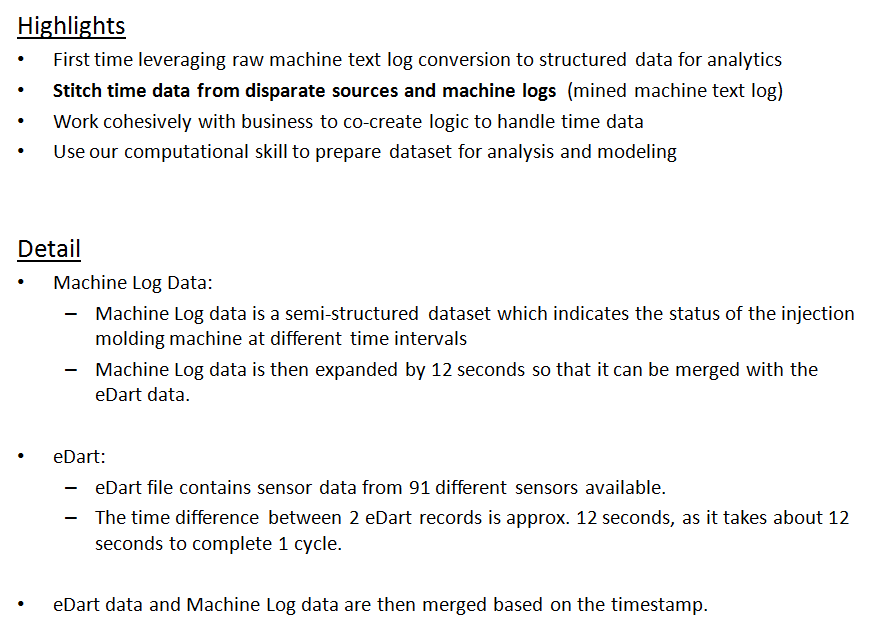 Highlights
• First time leveraging raw machine text log conversion to structured data for analytics
• Stitch time data from disparate sources and machine logs (mined machine text log)
• Work cohesively with business to co-create logic to handle time data
• Use our computational skill to prepare dataset for analysis and modeling
Detail
• Machine Log Data:
– Machine Log data is a semi-structured dataset which indicates the status of the injection
molding machine at different time intervals
– Machine Log data is then expanded by 12 seconds so that it can be merged with the
eDart data.
• eDart:
– eDart file contains sensor data from 91 different sensors available.
– The time difference between 2 eDart records is approx. 12 seconds, as it takes about 12
seconds to complete 1 cycle.
• eDart data and Machine Log data are then merged based on the timestamp.